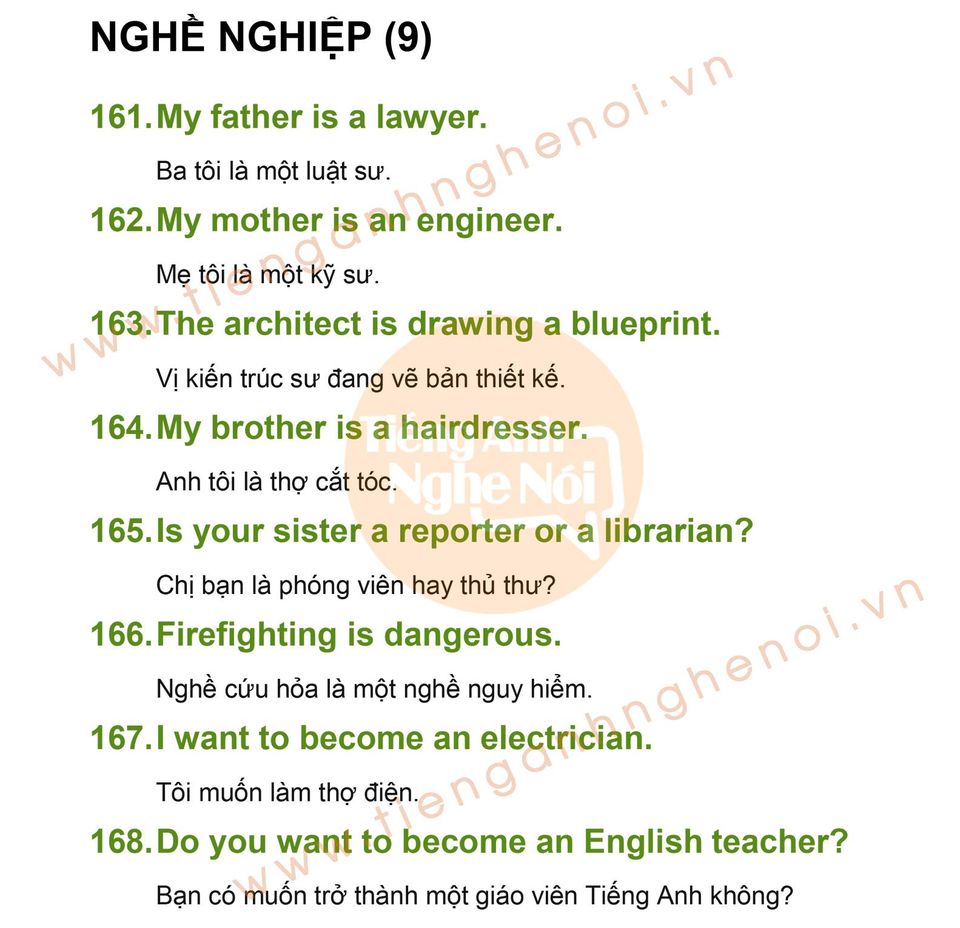 NGHỀ NGHIỆP (9)
161. My father is a lawyer.
Ba tôi là một luật sư.
162. My mother is an engineer.
Mẹ tôi là một kỹ sư.
163. The architect is drawing a blueprint.
Vị kiến trúc sư đang vẽ bản thiết kế.
164. My brother is a hairdresser.
Anh tôi là thợ cắt tóc.
165. Is your sister a reporter or a librarian?
Chị bạn là phóng viên hay thủ thư?
166. Firefighting is dangerous.
Nghề cứu hỏa là một nghề nguy hiểm.
167. I want to become an electrician.
Tôi muốn làm thợ điện.
168. Do you want to become an English teacher?
Bạn có muốn trở thành một giáo viên Tiếng Anh không?
www.tienganhnghenoi.vn
Tiếng Anh
Nghe Nói
www.tienganhnghenoi.vn